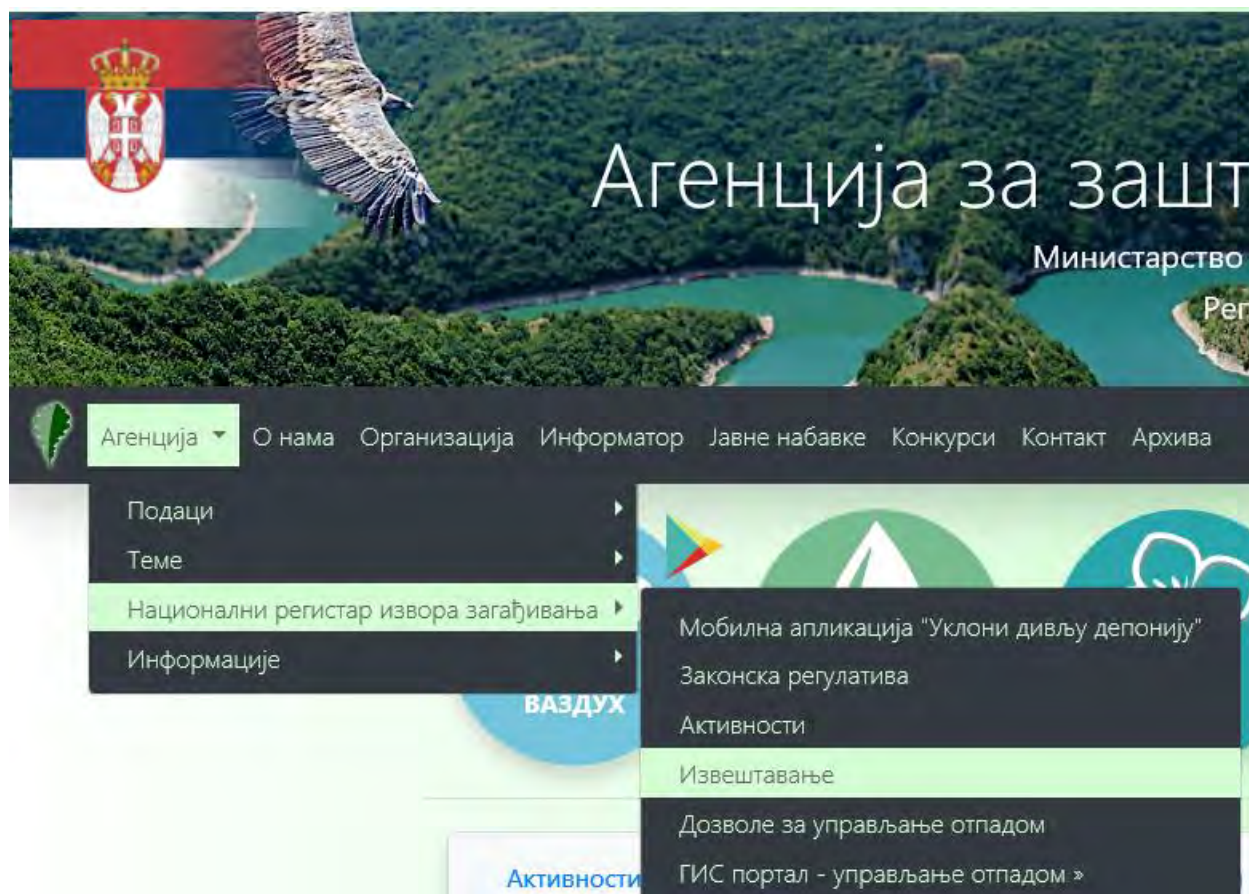 Агенција за зашт
Министарство
Реп
Агенција О нама Организација Информатор Јавне набавке Конкурси Контакт Архива
Подаци
Теме
Национални регистар извора загађивања
Информације
Мобилна апликација "Уклони дивљу депонију"
Законска регулатива
Активности
Извештавање
Дозволе за управљање отпадом
ГИС портал - управљање отпадом »
ВАЗДУХ
Активности